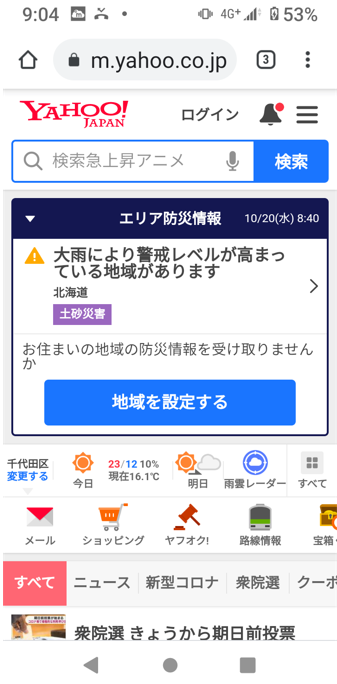 9:04 4G+ 53%
m.yahoo.co.jp 3
YAHOO! JAPAN ログイン
検索急上昇アニメ 検索
エリア防災情報 10/20(水) 8:40
大雨により警戒レベルが高まっ
ている地域があります
北海道
土砂災害
お住まいの地域の防災情報を受け取りません
か
地域を設定する
千代田区 23/12 10%
変更する 今日 現在16.1℃ 明日 雨雲レーダー すべて
メール ショッピング ヤフオク! 路線情報 宝箱・
すべて ニュース 新型コロナ 衆院選 クーポ
衆院選 きょうから期日前投票